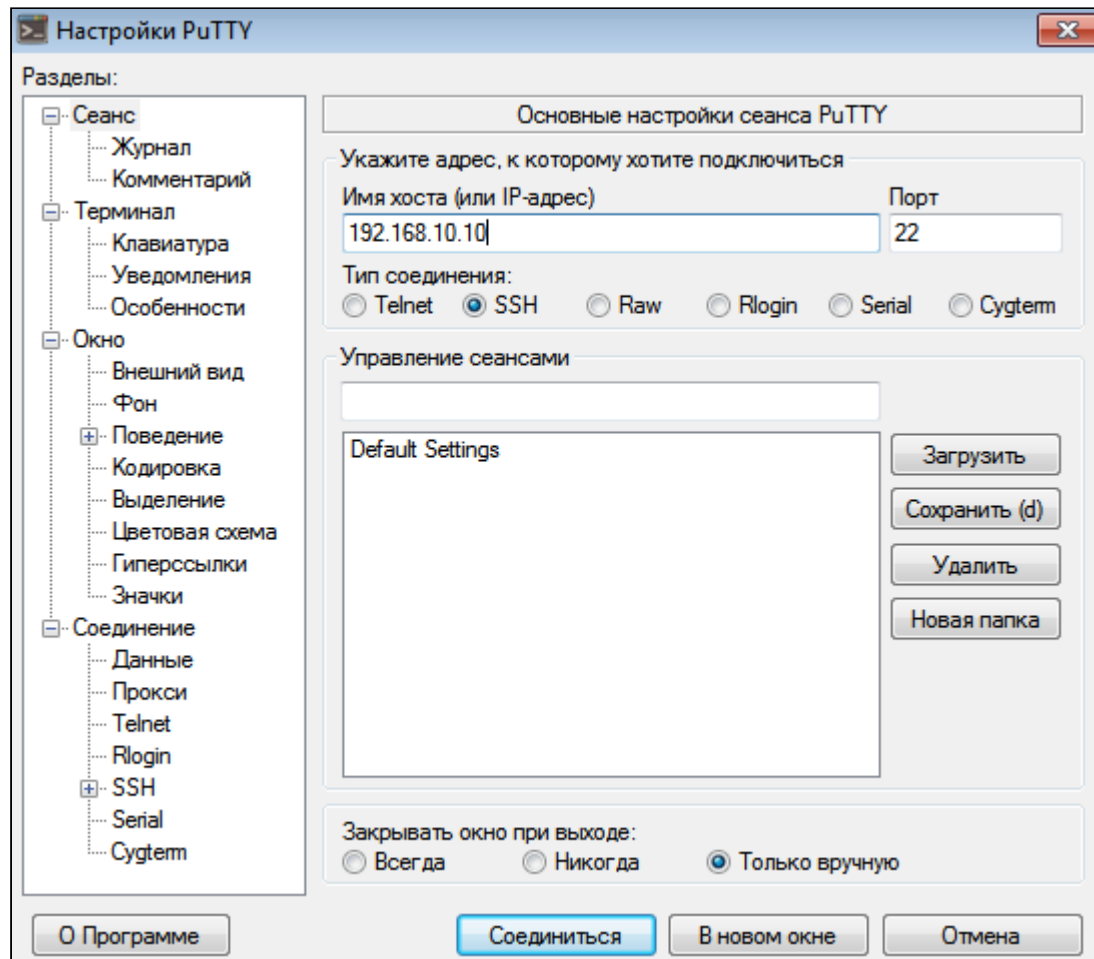 Настройки PuTTY
Разделы:
Сеанс
Журнал
Комментарий
Терминал
Клавиатура
Уведомления
Особенности
Окно
Внешний вид
Фон
Поведение
Кодировка
Выделение
Цветовая схема
Гиперссылки
Значки
Соединение
Данные
Прокси
Telnet
Rlogin
SSH
Serial
Cygterm
Основные настройки сеанса PuTTY
Укажите адрес, к которому хотите подключиться
Имя хоста (или IP-адрес) Порт
192.168.10.10 22
Тип соединения:
Telnet SSH Raw Rlogin Serial Cygterm
Управление сеансами
Default Settings
Загрузить
Сохранить (d)
Удалить
Новая папка
Закрывать окно при выходе:
Всегда Никогда Только вручную
О Программе Соединиться В новом окне Отмена